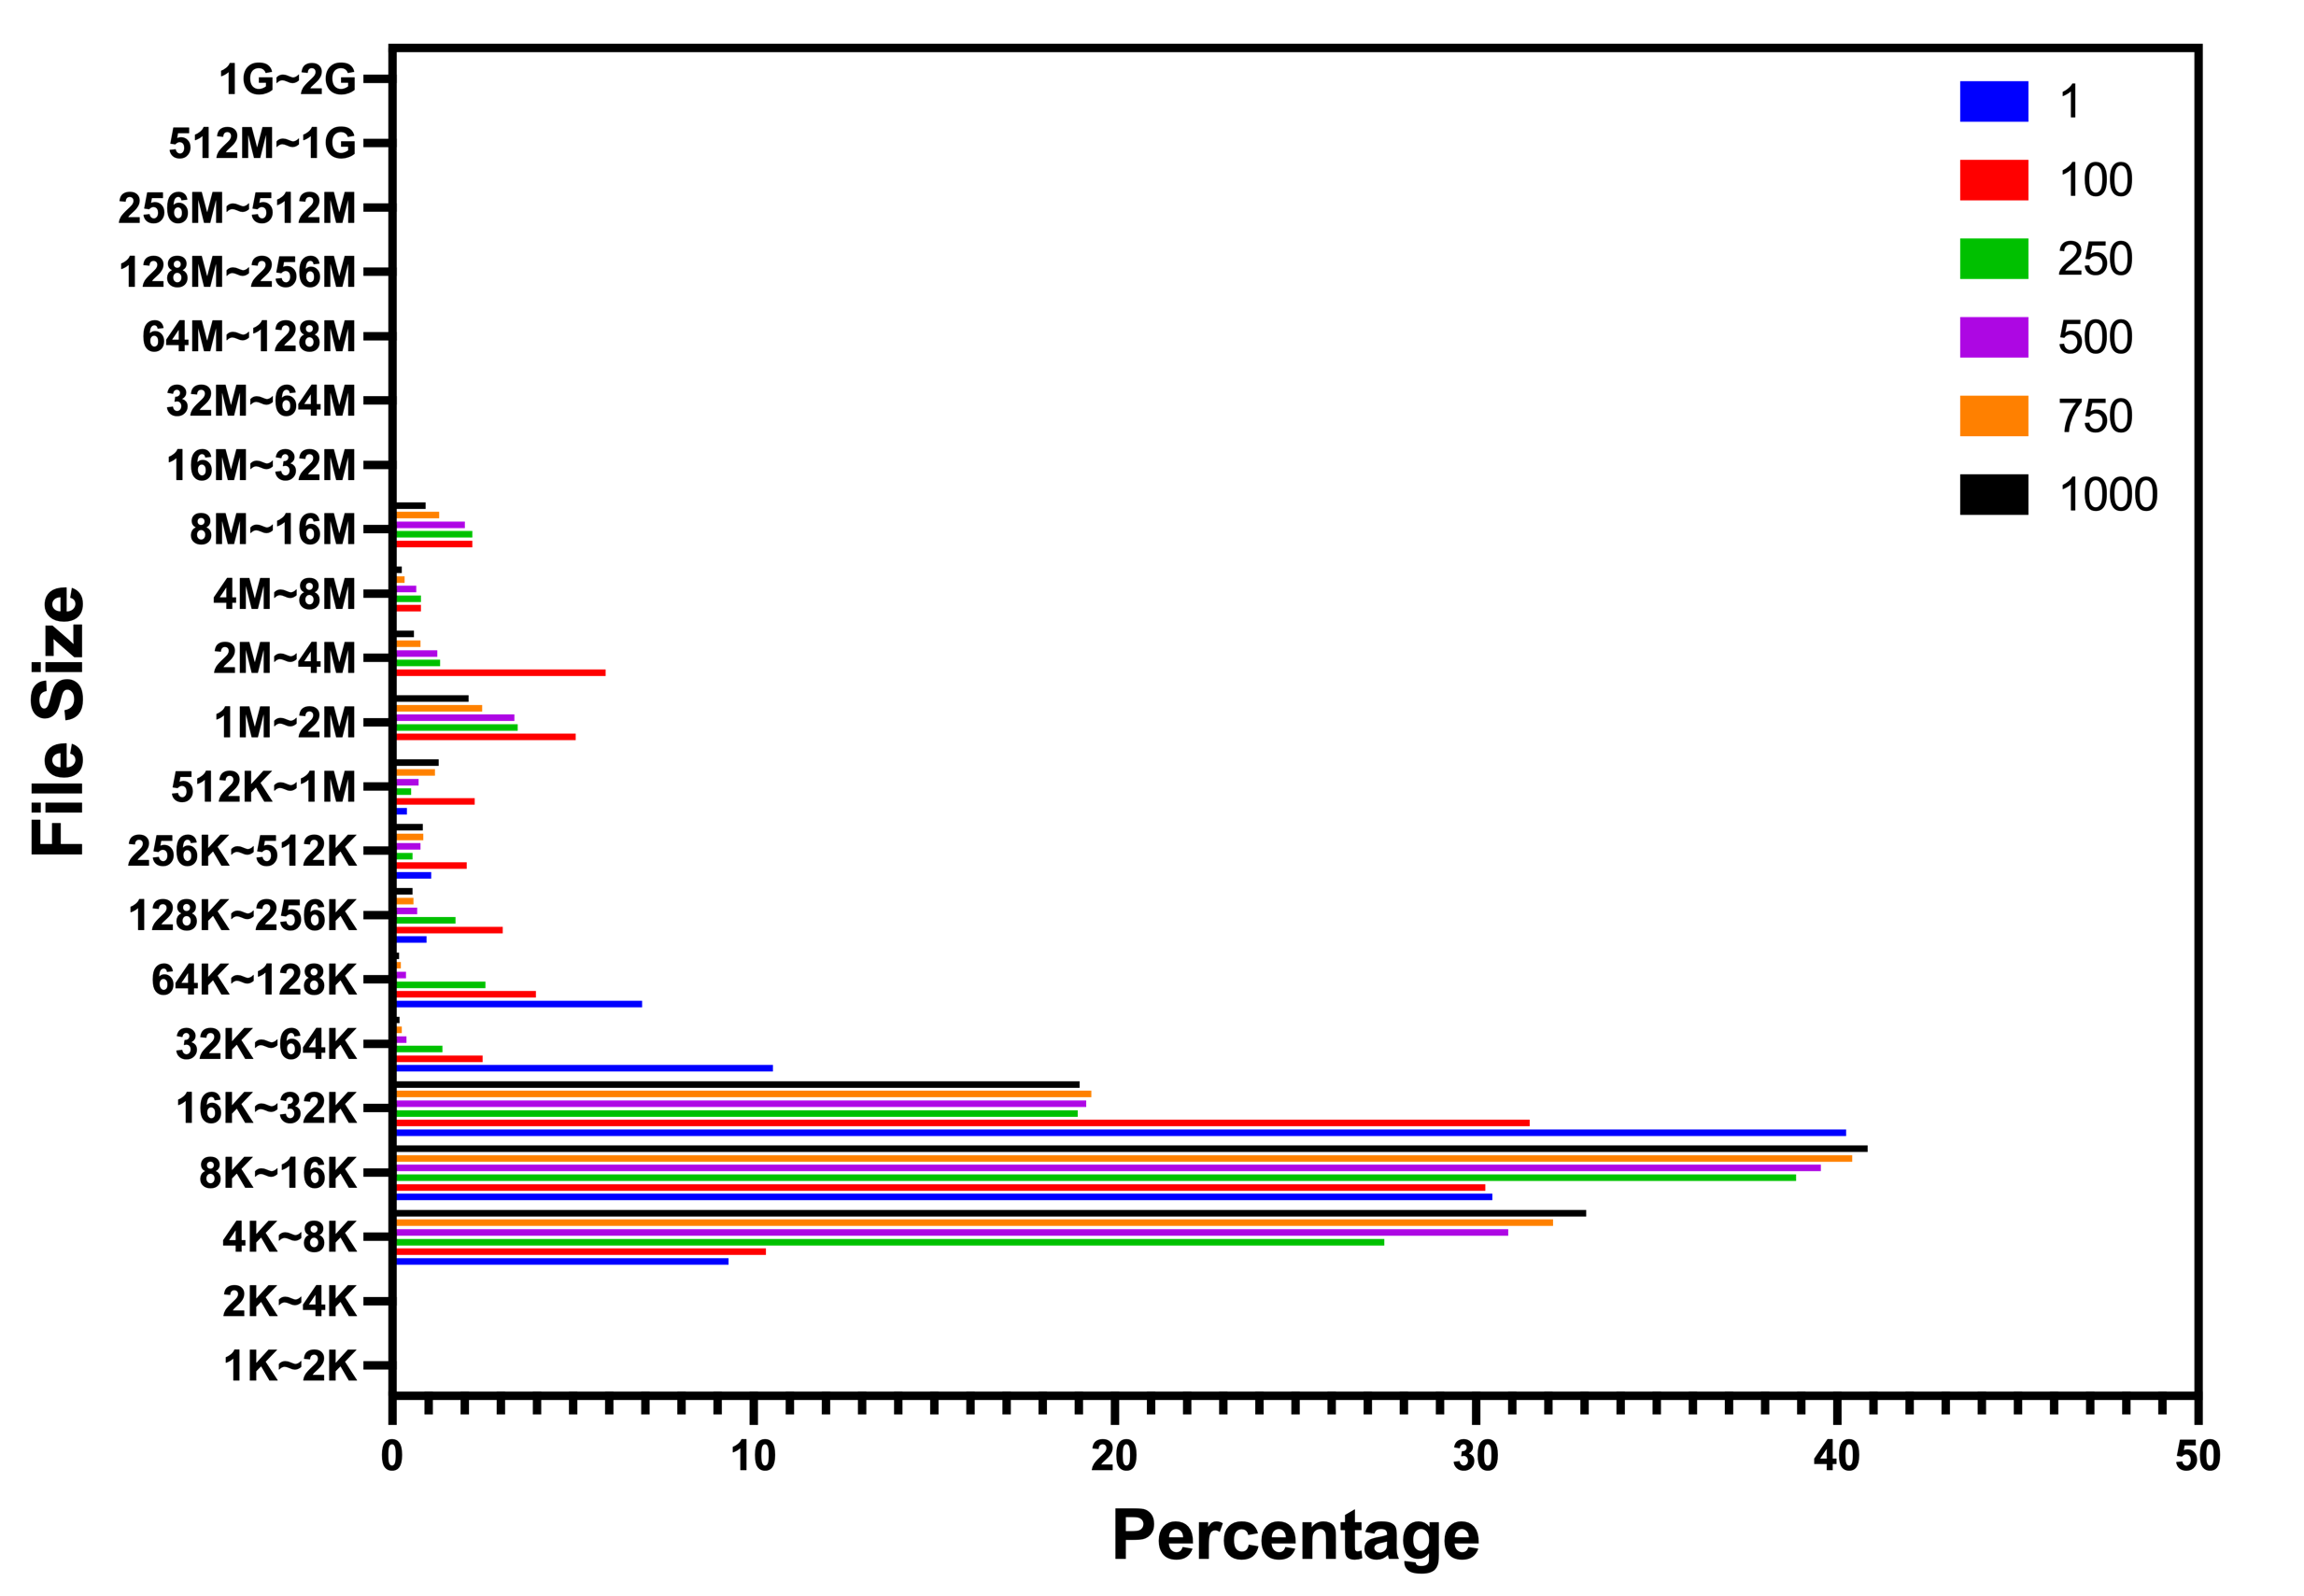 1G~2G
512M~1G
256M~512M
128M~256M
64M~128M
32M~64M
16M~32M
8M~16M
4M~8M
2M~4M
1M~2M
512K~1M
256K~512K
128K~256K
64K~128K
32K~64K
16K~32K
8K~16K
4K~8K
2K~4K
1K~2K
File Size
0 10 20 30 40 50
Percentage
1
100
250
500
750
1000